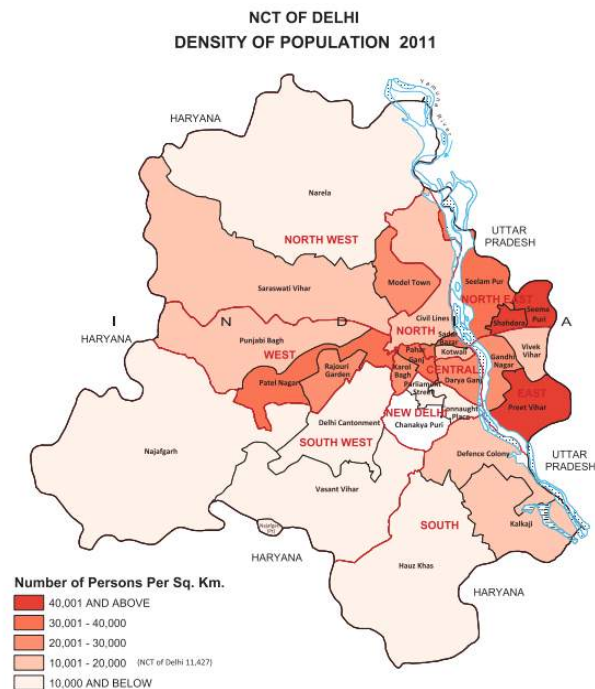 NCT OF DELHI
DENSITY OF POPULATION 2011
Yamuna River
HARYANA
Narela
UTTAR
PRADESH
NORTH WEST
Model Town
Seelam Pur
Saraswati Vihar
NORTH EAST
Seema
Puri
Shahdara
I N D I A
Civil Lines
NORTH
Sadar
Bazar
HARYANA
Punjabi Bagh
WEST
Pahar
Ganj
Kotwali
Vivek
Vihar
Rajouri
Garden
Karol
Bagh
CENTRAL
Gandhi
Nagar
Patel Nagar
Darya Ganj
Parliament
Street
EAST
Preet Vihar
NEW DELHI
Connaught
Place
Delhi Cantonment
Chanakya Puri
SOUTH WEST
Najafgarh
Defence Colony
UTTAR
PRADESH
Vasant Vihar
SOUTH
Kalkaji
HARYANA
Hauz Khas
HARYANA
Number of Persons Per Sq. Km.
40,001 AND ABOVE
30,001 - 40,000
20,001 - 30,000
10,001 - 20,000 (NCT of Delhi 11,427)
10,000 AND BELOW